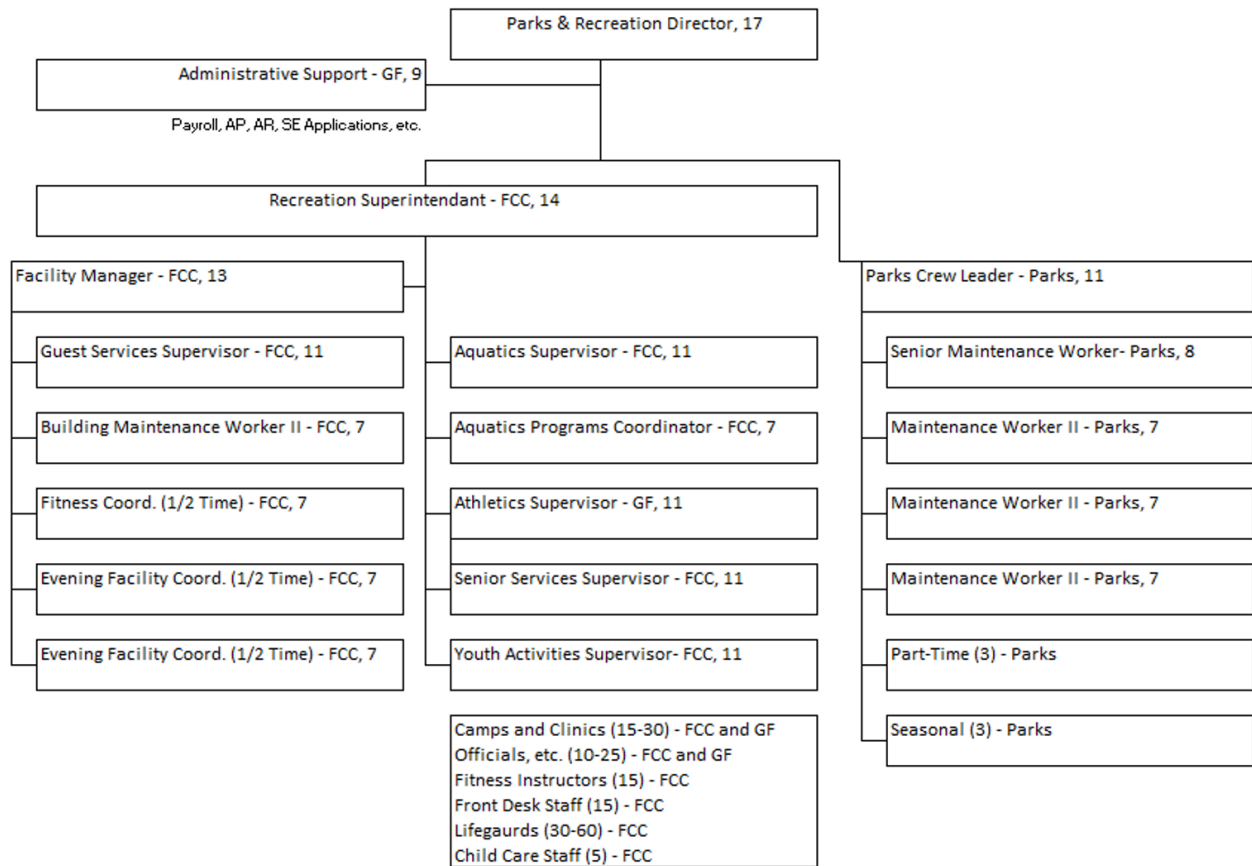 Parks & Recreation Director, 17
Administrative Support - GF, 9
Payroll, AP, AR, SE Applications, etc.
Recreation Superintendant - FCC, 14
Facility Manager - FCC, 13
Guest Services Supervisor - FCC, 11
Building Maintenance Worker II - FCC, 7
Fitness Coord. (1/2 Time) - FCC, 7
Evening Facility Coord. (1/2 Time) - FCC, 7
Evening Facility Coord. (1/2 Time) - FCC, 7
Aquatics Supervisor - FCC, 11
Aquatics Programs Coordinator - FCC, 7
Athletics Supervisor - GF, 11
Senior Services Supervisor - FCC, 11
Youth Activities Supervisor- FCC, 11
Camps and Clinics (15-30) - FCC and GF
Officials, etc. (10-25) - FCC and GF
Fitness Instructors (15) - FCC
Front Desk Staff (15) - FCC
Lifegaurds (30-60) - FCC
Child Care Staff (5) - FCC
Parks Crew Leader - Parks, 11
Senior Maintenance Worker- Parks, 8
Maintenance Worker II - Parks, 7
Maintenance Worker II - Parks, 7
Maintenance Worker II - Parks, 7
Part-Time (3) - Parks
Seasonal (3) - Parks